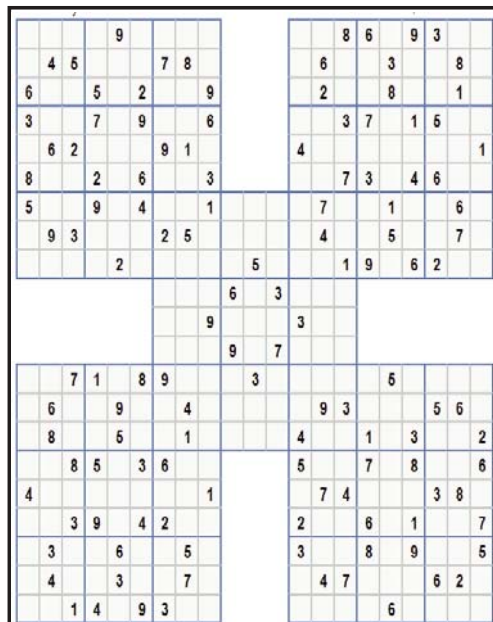 9 8 6 9 3
4 5 7 8 6 3 8
6 5 2 9 2 8 1
3 7 9 6 3 7 1 5
6 2 9 1 4 1
8 2 6 3 7 3 4 6
5 9 4 1 7 1 6
9 3 2 5 4 5 7
2 5 1 9 6 2
6 3
9 3
9 7
7 1 8 9 3 5
6 9 4 9 3 5 6
8 5 1 4 1 3 2
8 5 3 6 5 7 8 6
4 1 7 4 3 8
3 9 4 2 2 6 1 7
3 6 5 3 8 9 5
4 3 7 4 7 6 2
1 4 9 3 6